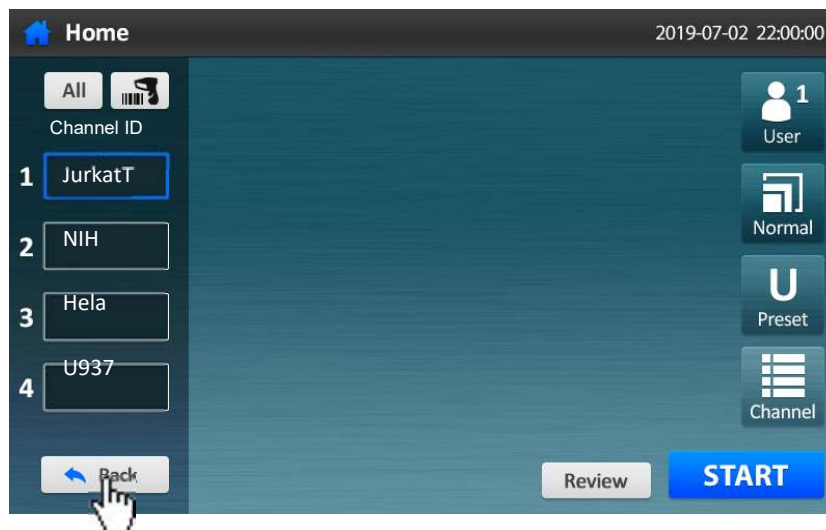 Home
2019-07-02 22:00:00
All
Channel ID
1 JurkatT
2 NIH
3 Hela
4 U937
Back
1
User
Normal
U
Preset
Channel
Review
START